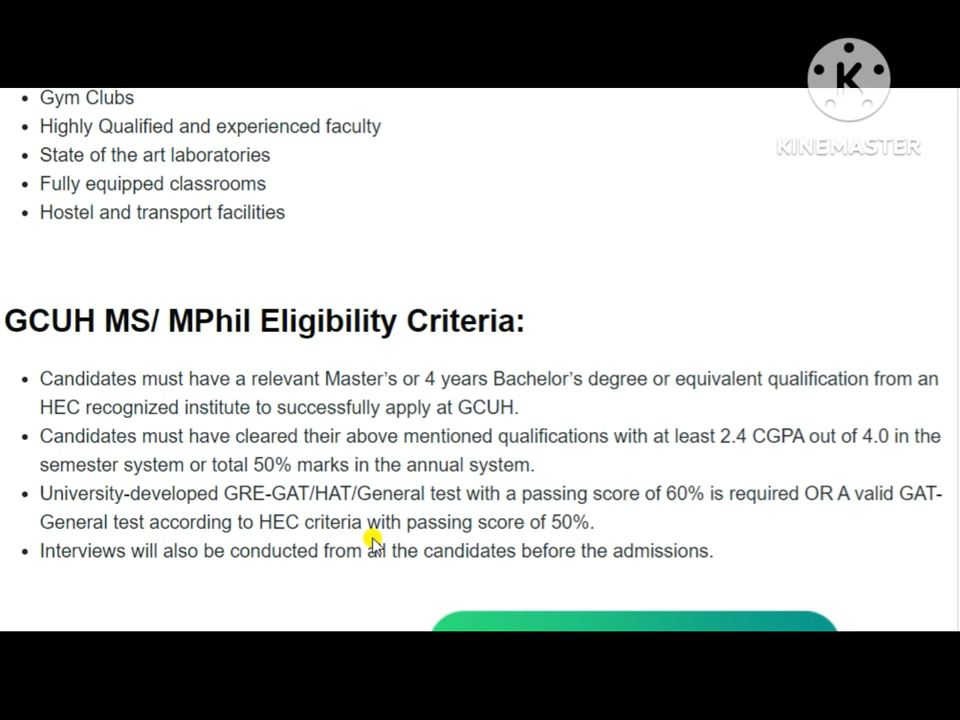 K
KINEMASTER
• Gym Clubs
• Highly Qualified and experienced faculty
• State of the art laboratories
• Fully equipped classrooms
• Hostel and transport facilities
GCUH MS/ MPhil Eligibility Criteria:
• Candidates must have a relevant Master's or 4 years Bachelor's degree or equivalent qualification from an
HEC recognized institute to successfully apply at GCUH.
• Candidates must have cleared their above mentioned qualifications with at least 2.4 CGPA out of 4.0 in the
semester system or total 50% marks in the annual system.
• University-developed GRE-GAT/HAT/General test with a passing score of 60% is required OR A valid GAT-
General test according to HEC criteria with passing score of 50%.
• Interviews will also be conducted from all the candidates before the admissions.